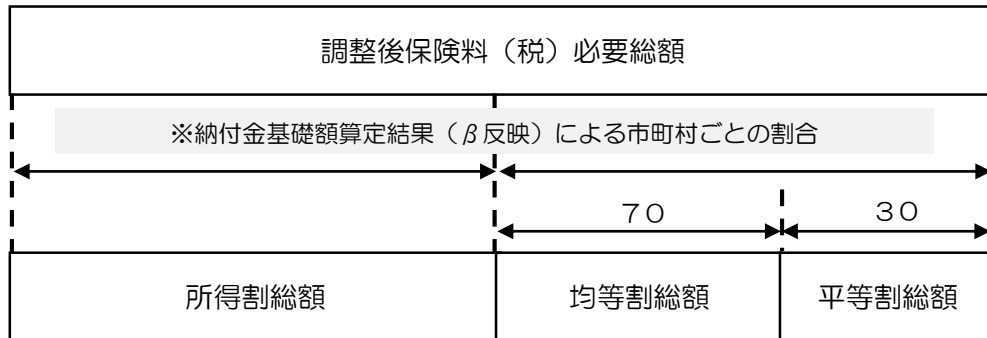 調整後保険料（税）必要総額
※納付金基礎額算定結果（β反映）による市町村ごとの割合
７０
３０
所得割総額
均等割総額
平等割総額